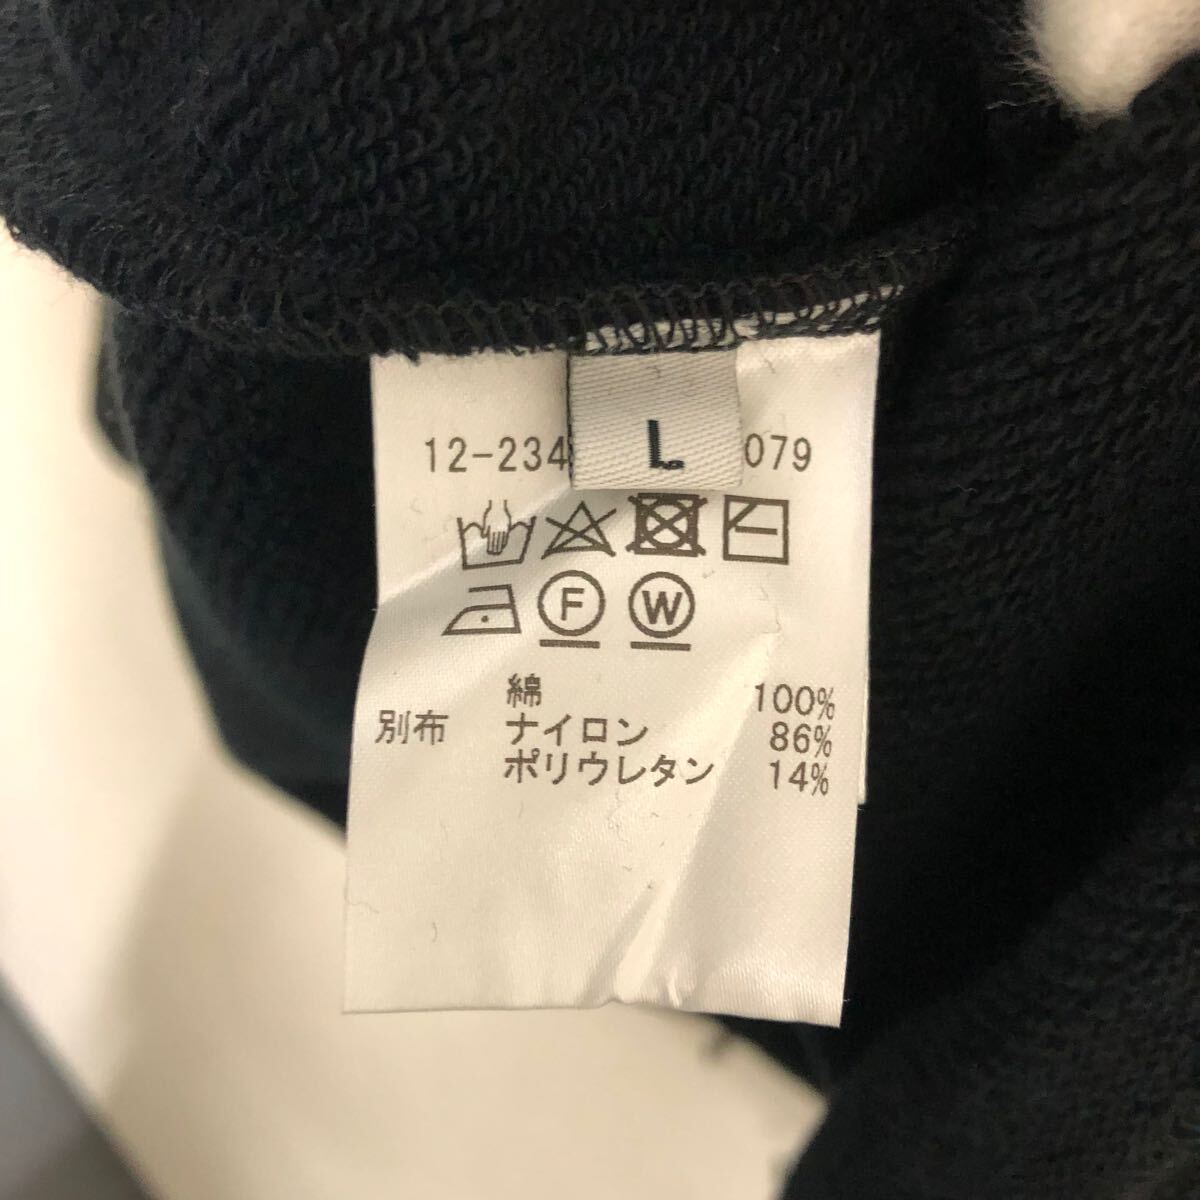 L
12-234 079
F W
綿 100%
別布 ナイロン 86%
ポリウレタン 14%